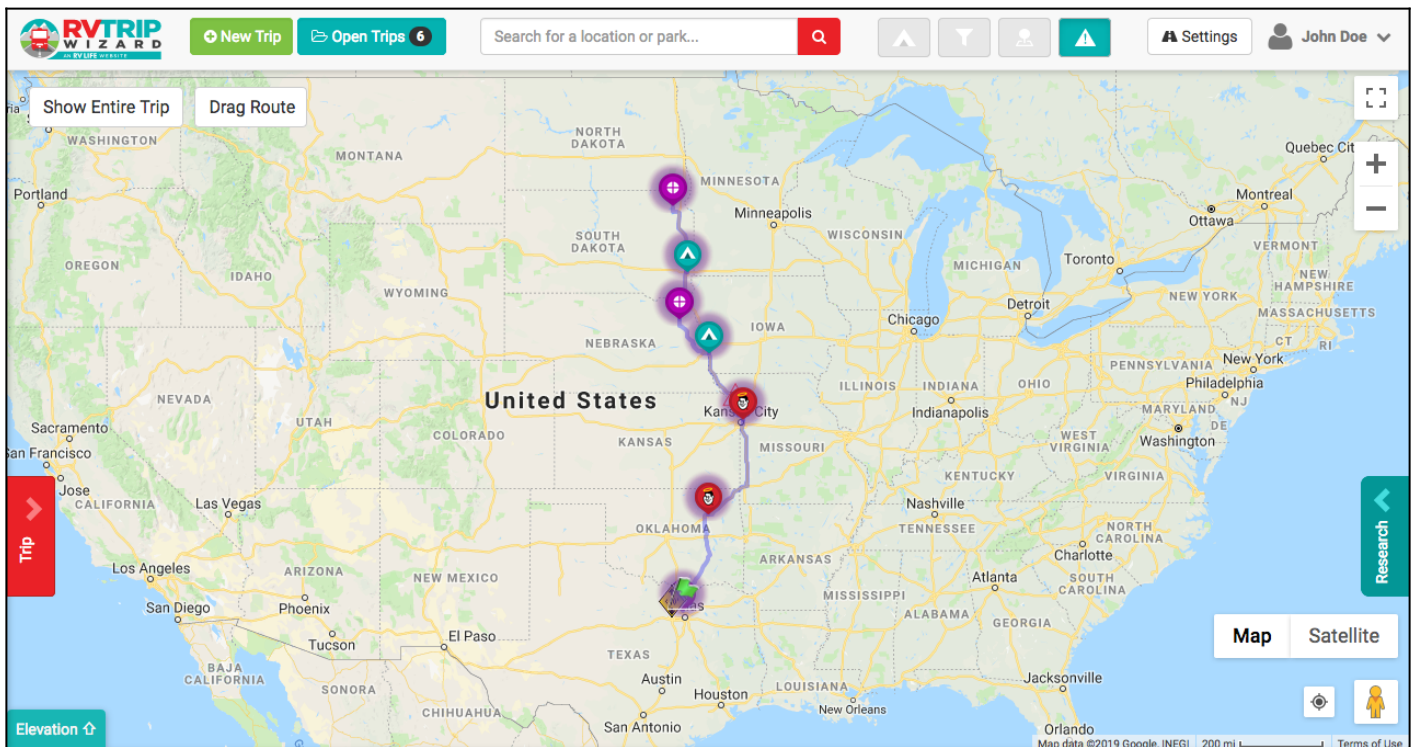 RVTRIP
WIZARD
AN RV LIFE WEBSITE
New Trip
Open Trips 6
Search for a location or park...
Settings
John Doe
Show Entire Trip
Drag Route
WASHINGTON
NORTH
DAKOTA
MONTANA
Quebec Cit
MINNESOTA
Portland
Montreal
Minneapolis
Ottawa
WISCONSIN
SOUTH
DAKOTA
VERMONT
Toronto
OREGON
MICHIGAN
IDAHO
NEW
HAMPSHIRE
WYOMING
NEW YORK
Detroit
MASSACHUSETTS
Chicago
IOWA
NEBRASKA
CT
RI
PENNSYLVANIA
New York
ILLINOIS
INDIANA
OHIO
Philadelphia
United States
NEVADA
NJ
Kansas City
Indianapolis
MARYLAND
UTAH
Sacramento
DE
COLORADO
KANSAS
MISSOURI
WEST
VIRGINIA
Washington
San Francisco
KENTUCKY
VIRGINIA
Jose
CALIFORNIA
Las Vegas
Nashville
Trip
Research
OKLAHOMA
TENNESSEE
NORTH
CAROLINA
Charlotte
ARKANSAS
Los Angeles
ARIZONA
NEW MEXICO
Atlanta
SOUTH
CAROLINA
MISSISSIPPI
San Diego
Phoenix
ALABAMA
GEORGIA
El Paso
Tucson
Map
Satellite
TEXAS
BAJA
CALIFORNIA
SONORA
Austin
Jacksonville
LOUISIANA
Houston
New Orleans
CHIHUAHUA
San Antonio
Elevation
Orlando
Map data ©2019 Google, INEGI
200 mi
Terms of Use